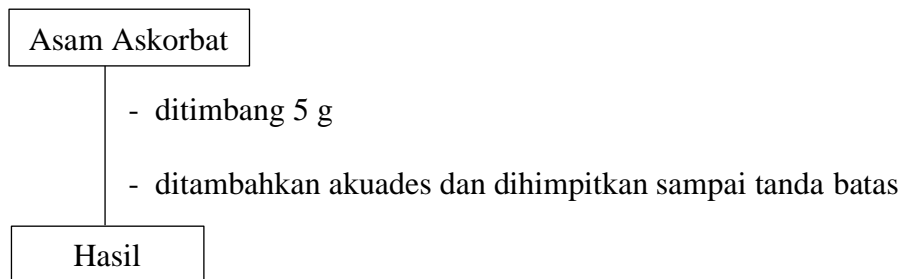 Asam Askorbat
- ditimbang 5 g
- ditambahkan akuades dan dihimpitkan sampai tanda batas
Hasil